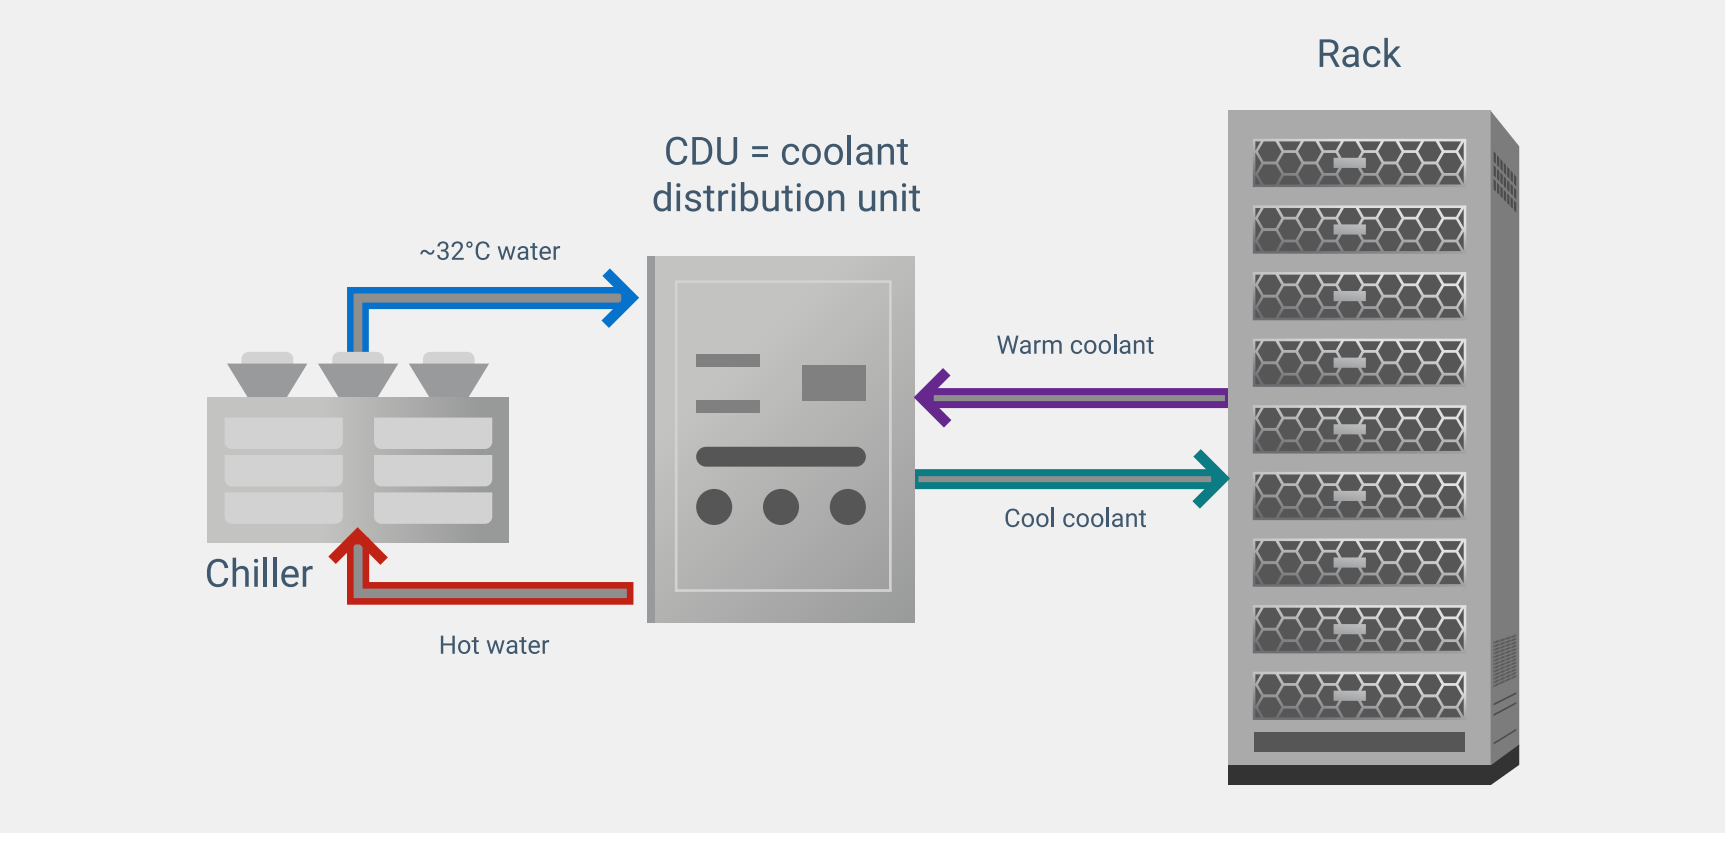 Rack
CDU = coolant
distribution unit
~32°C water
Warm coolant
Cool coolant
Chiller
Hot water